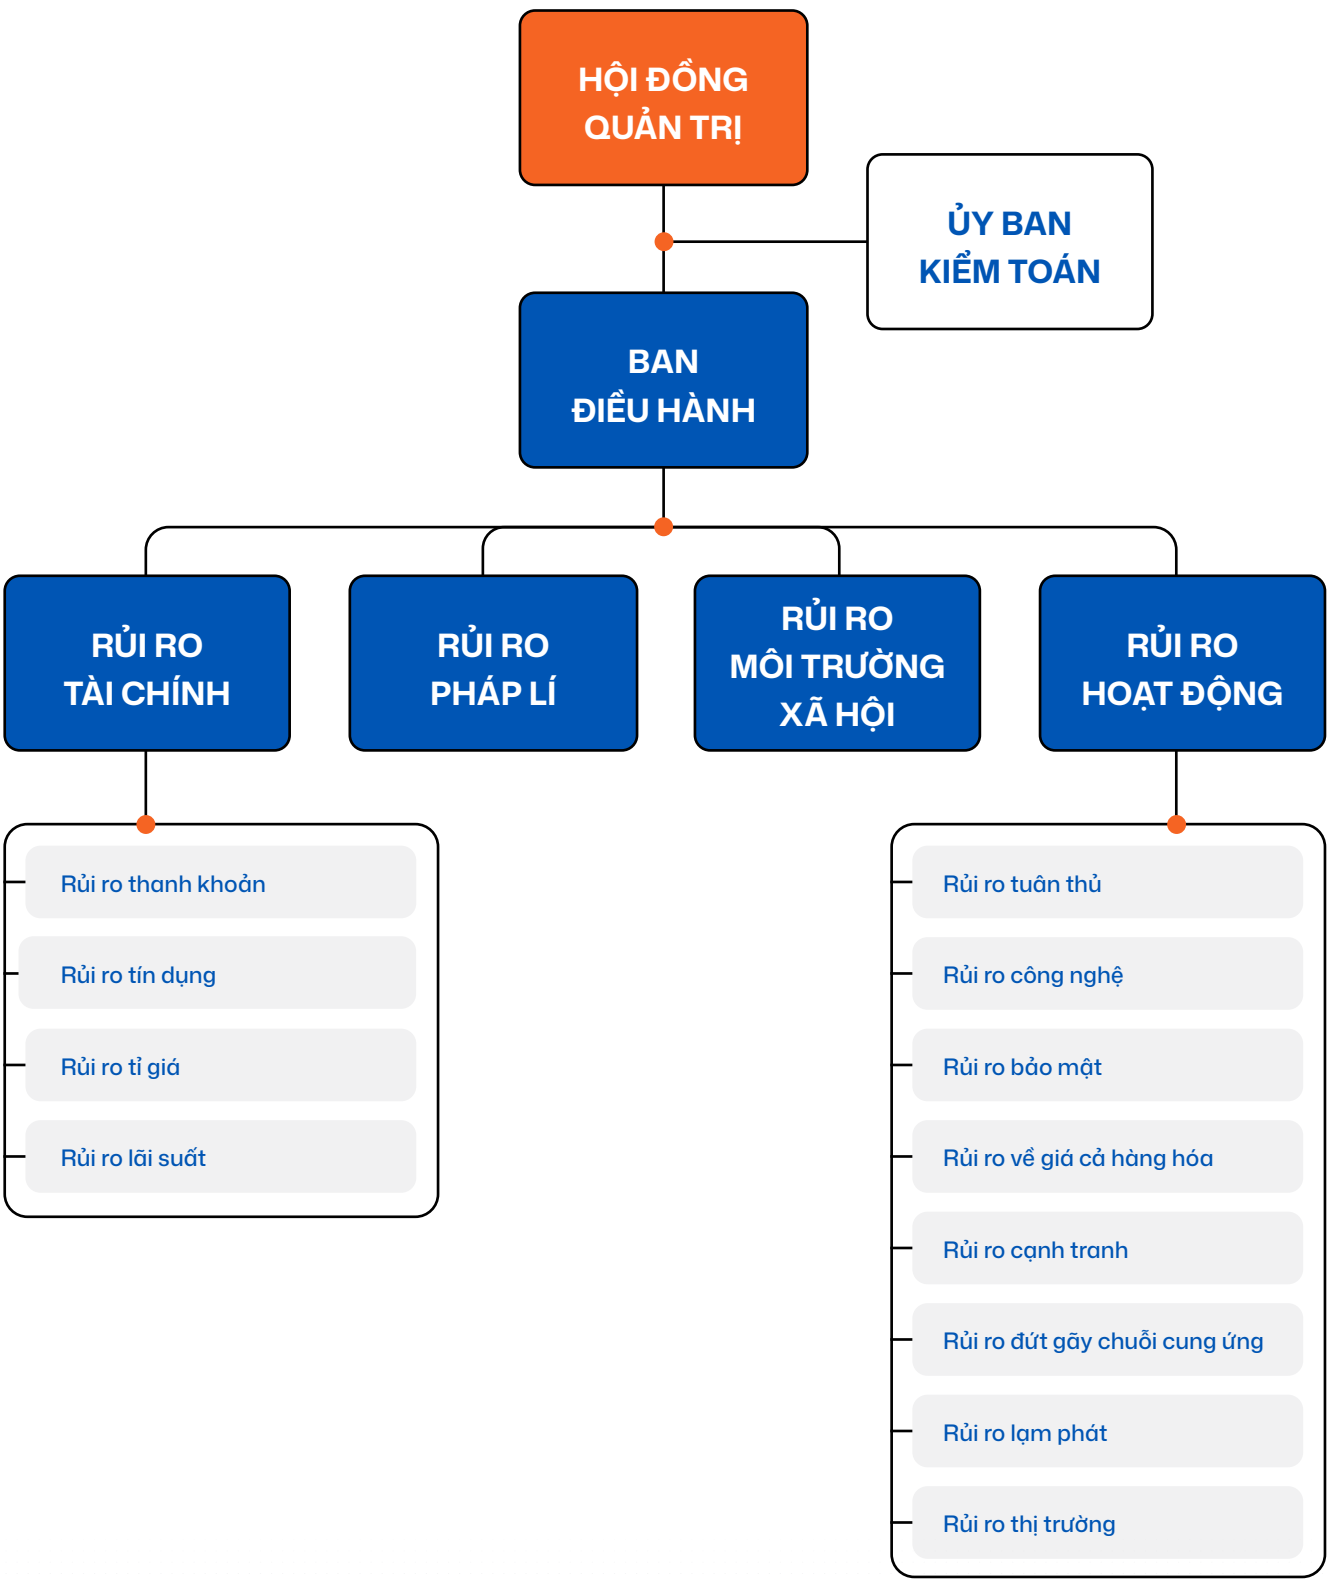 HỘI ĐỒNG
QUẢN TRỊ
ỦY BAN
KIỂM TOÁN
BAN
ĐIỀU HÀNH
RỦI RO
TÀI CHÍNH
RỦI RO
PHÁP LÍ
RỦI RO
MÔI TRƯỜNG
XÃ HỘI
RỦI RO
HOẠT ĐỘNG
Rủi ro thanh khoản
Rủi ro tín dụng
Rủi ro tỉ giá
Rủi ro lãi suất
Rủi ro tuân thủ
Rủi ro công nghệ
Rủi ro bảo mật
Rủi ro về giá cả hàng hóa
Rủi ro cạnh tranh
Rủi ro đứt gãy chuỗi cung ứng
Rủi ro lạm phát
Rủi ro thị trường